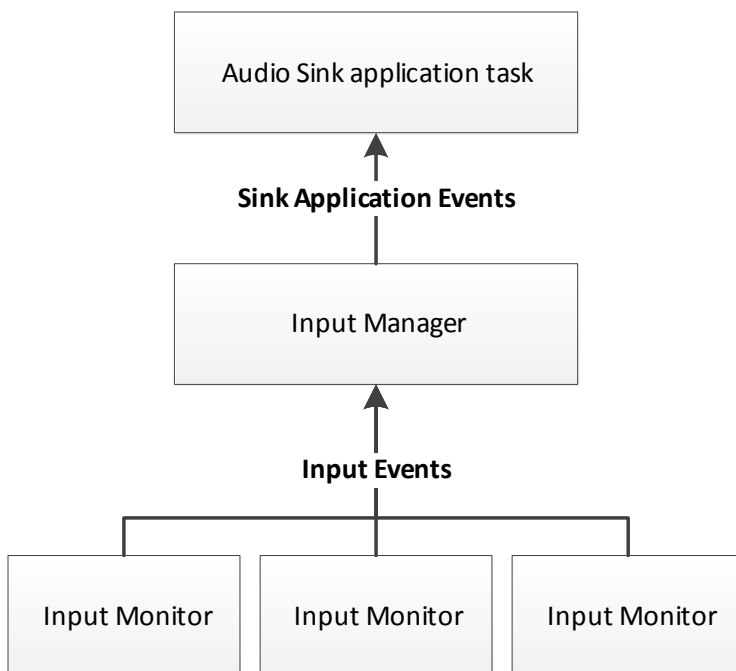 Audio Sink application task
Sink Application Events
Input Manager
Input Events
Input Monitor
Input Monitor
Input Monitor